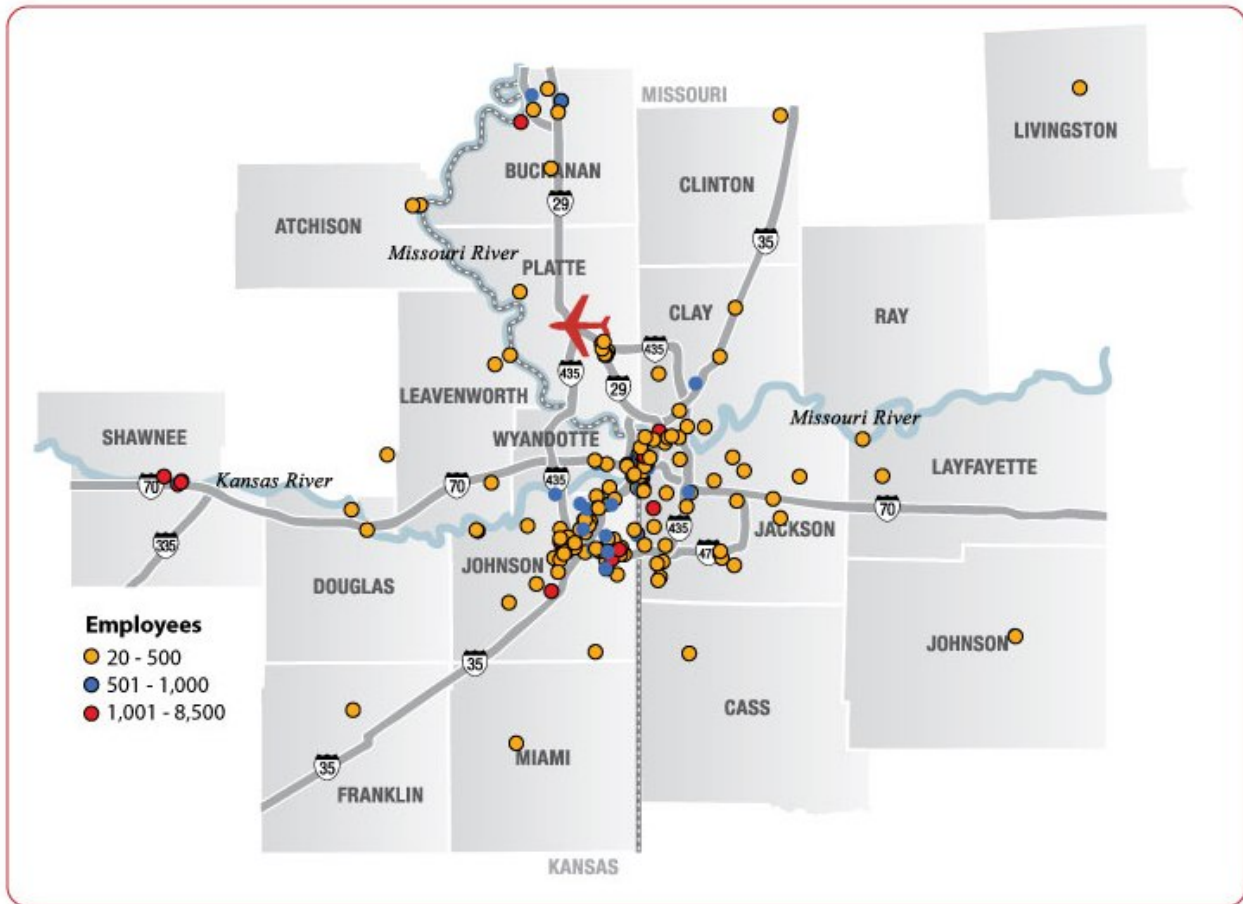 MISSOURI
LIVINGSTON
BUCHANAN
CLINTON
ATCHISON
29
35
Missouri River
PLATTE
CLAY
RAY
435
435
29
LEAVENWORTH
Missouri River
SHAWNEE
WYANDOTTE
LAYFAYETTE
Kansas River
70
70
435
70
435
JACKSON
335
JOHNSON
47
DOUGLAS
Employees
20 - 500
501 - 1,000
1,001 - 8,500
JOHNSON
35
CASS
MIAMI
35
FRANKLIN
KANSAS